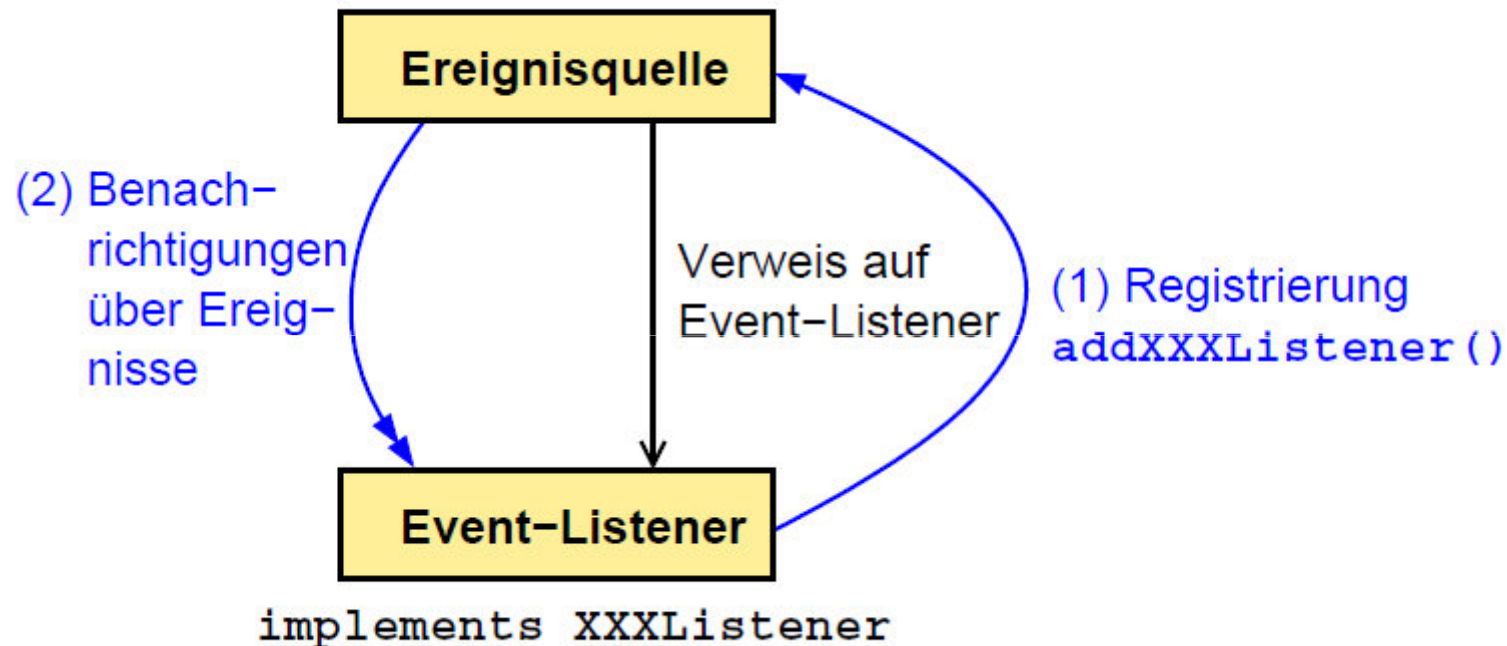 Ereignisquelle
(2) Benach-
richtigungen
über Ereig-
nisse
Verweis auf
Event-Listener
(1) Registrierung
addXXXListener()
Event-Listener
implements XXXListener